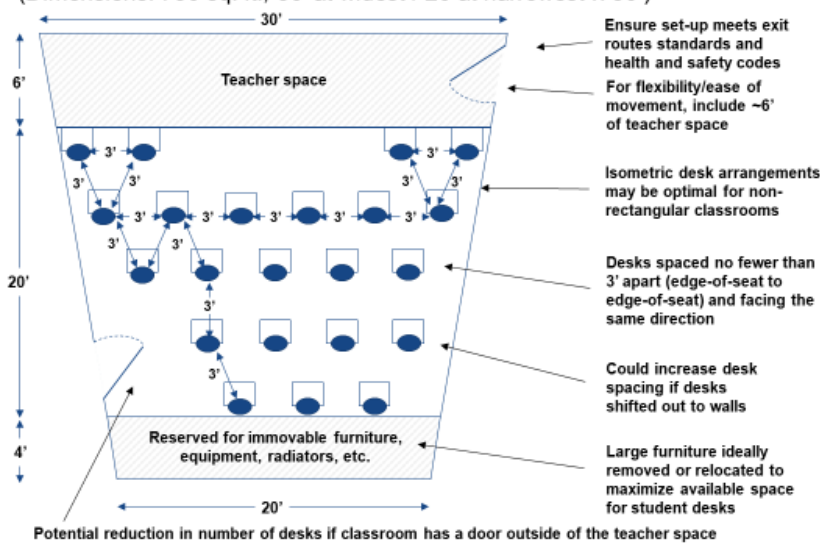 (Dimensions: sq at widest at narrowest
30'
Ensure set-up meets exit
routes standards and
health and safety codes
6'
Teacher space
For flexibility/ease of
movement, include ~6'
of teacher space
3'
3'
3'
3'
3'
3'
Isometric desk arrangements
may be optimal for non-
rectangular classrooms
3'
3'
3'
3'
3'
3'
3'
20'
Desks spaced no fewer than
3' apart (edge-of-seat to
edge-of-seat) and facing the
same direction
3'
3'
Could increase desk
spacing if desks
shifted out to walls
4'
Reserved for immovable furniture,
equipment, radiators, etc.
Large furniture ideally
removed or relocated to
maximize available space
for student desks
20'
Potential reduction in number of desks if classroom has a door outside of the teacher space